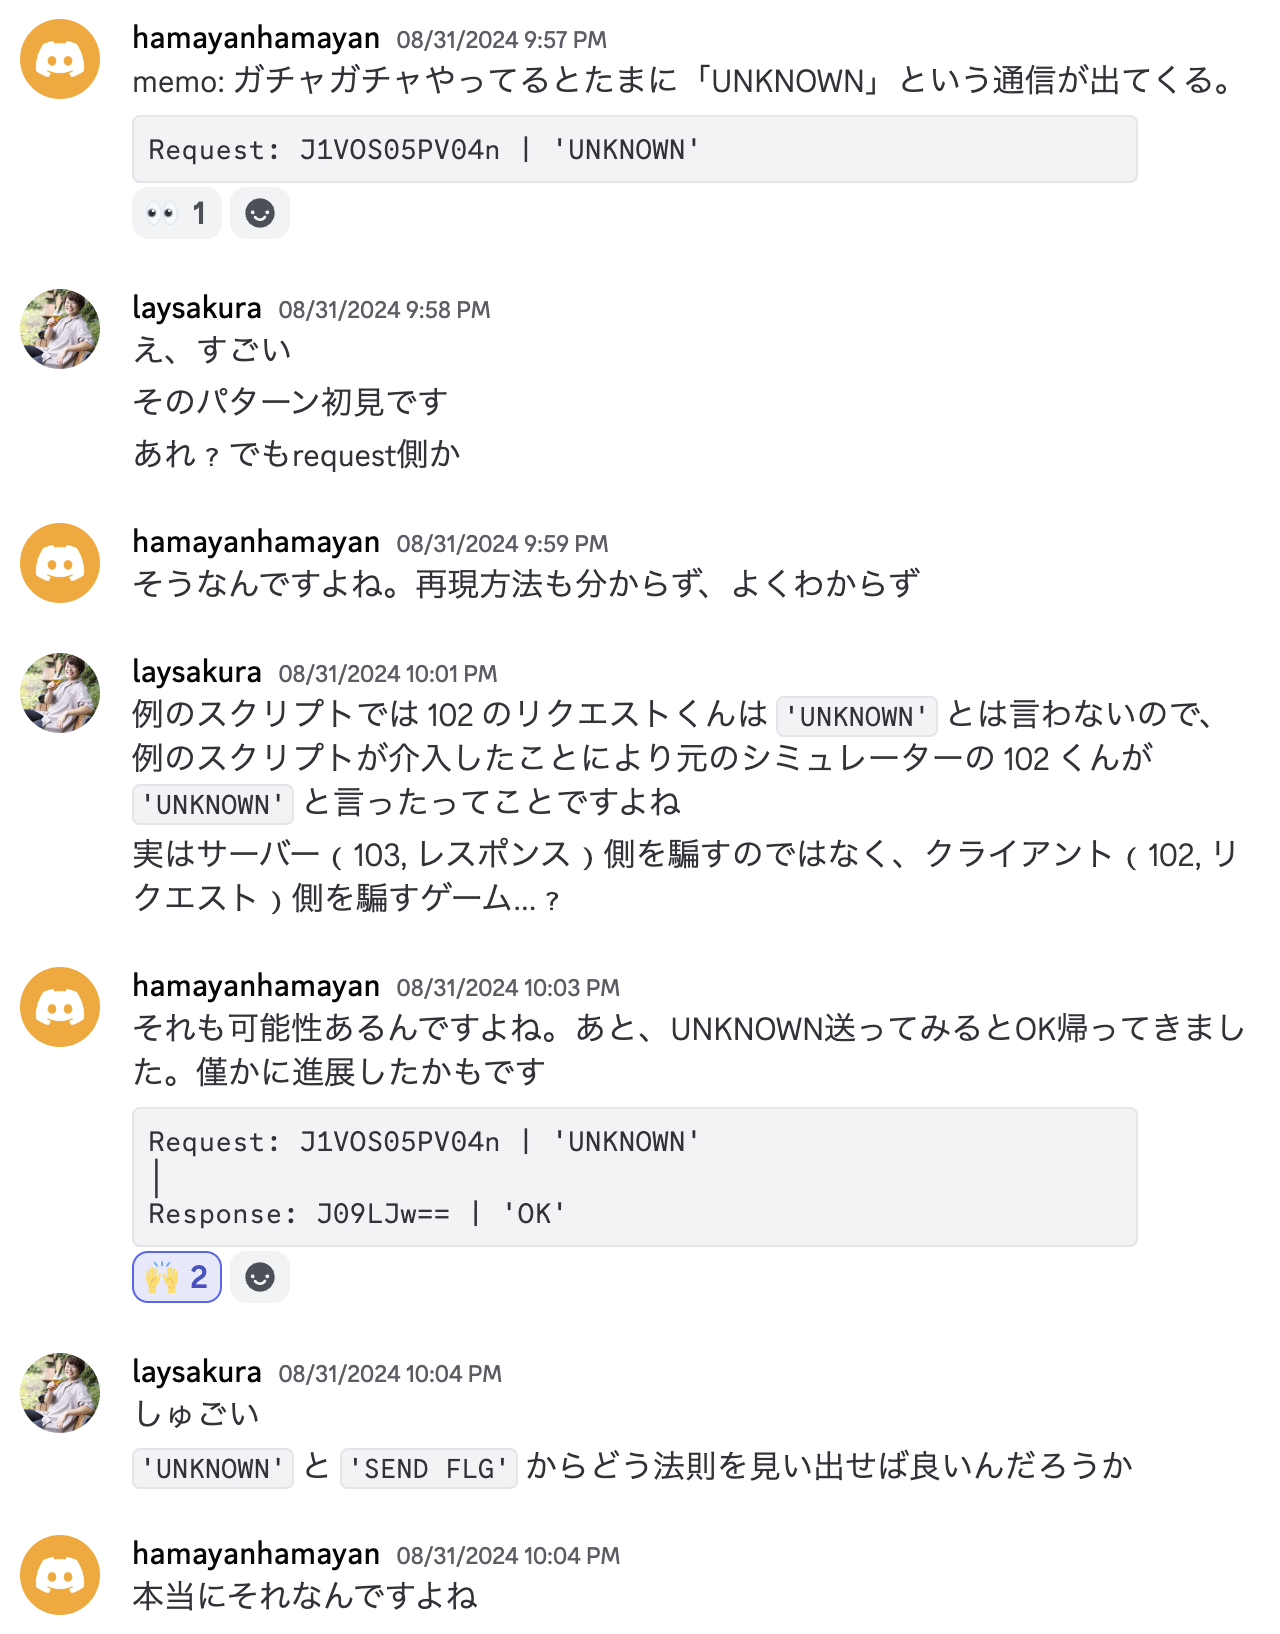 hamayanhamayan 08/31/2024 9:57 PM
memo: ガチャガチャやってるとたまに「UNKNOWN」という通信が出てくる。
Request: J1VOS05PV04n | 'UNKNOWN'
👀 1
laysakura 08/31/2024 9:58 PM
え、すごい
そのパターン初見です
あれ？でもrequest側か
hamayanhamayan 08/31/2024 9:59 PM
そうなんですよね。再現方法も分からず、よくわからず
laysakura 08/31/2024 10:01 PM
例のスクリプトでは 102 のリクエストくんは 'UNKNOWN' とは言わないので、
例のスクリプトが介入したことにより元のシミュレーターの 102 くんが
'UNKNOWN' と言ったってことですよね
実はサーバー（103, レスポンス）側を騙すのではなく、クライアント（102, リ
クエスト）側を騙すゲーム...？
hamayanhamayan 08/31/2024 10:03 PM
それも可能性あるんですよね。あと、UNKNOWN送ってみるとOK帰ってきまし
た。僅かに進展したかもです
Request: J1VOS05PV04n | 'UNKNOWN'
│
Response: J09LJw== | 'OK'
🙌 2
laysakura 08/31/2024 10:04 PM
しゅごい
'UNKNOWN' と 'SEND FLG' からどう法則を見い出せば良いんだろうか
hamayanhamayan 08/31/2024 10:04 PM
本当にそれなんですよね